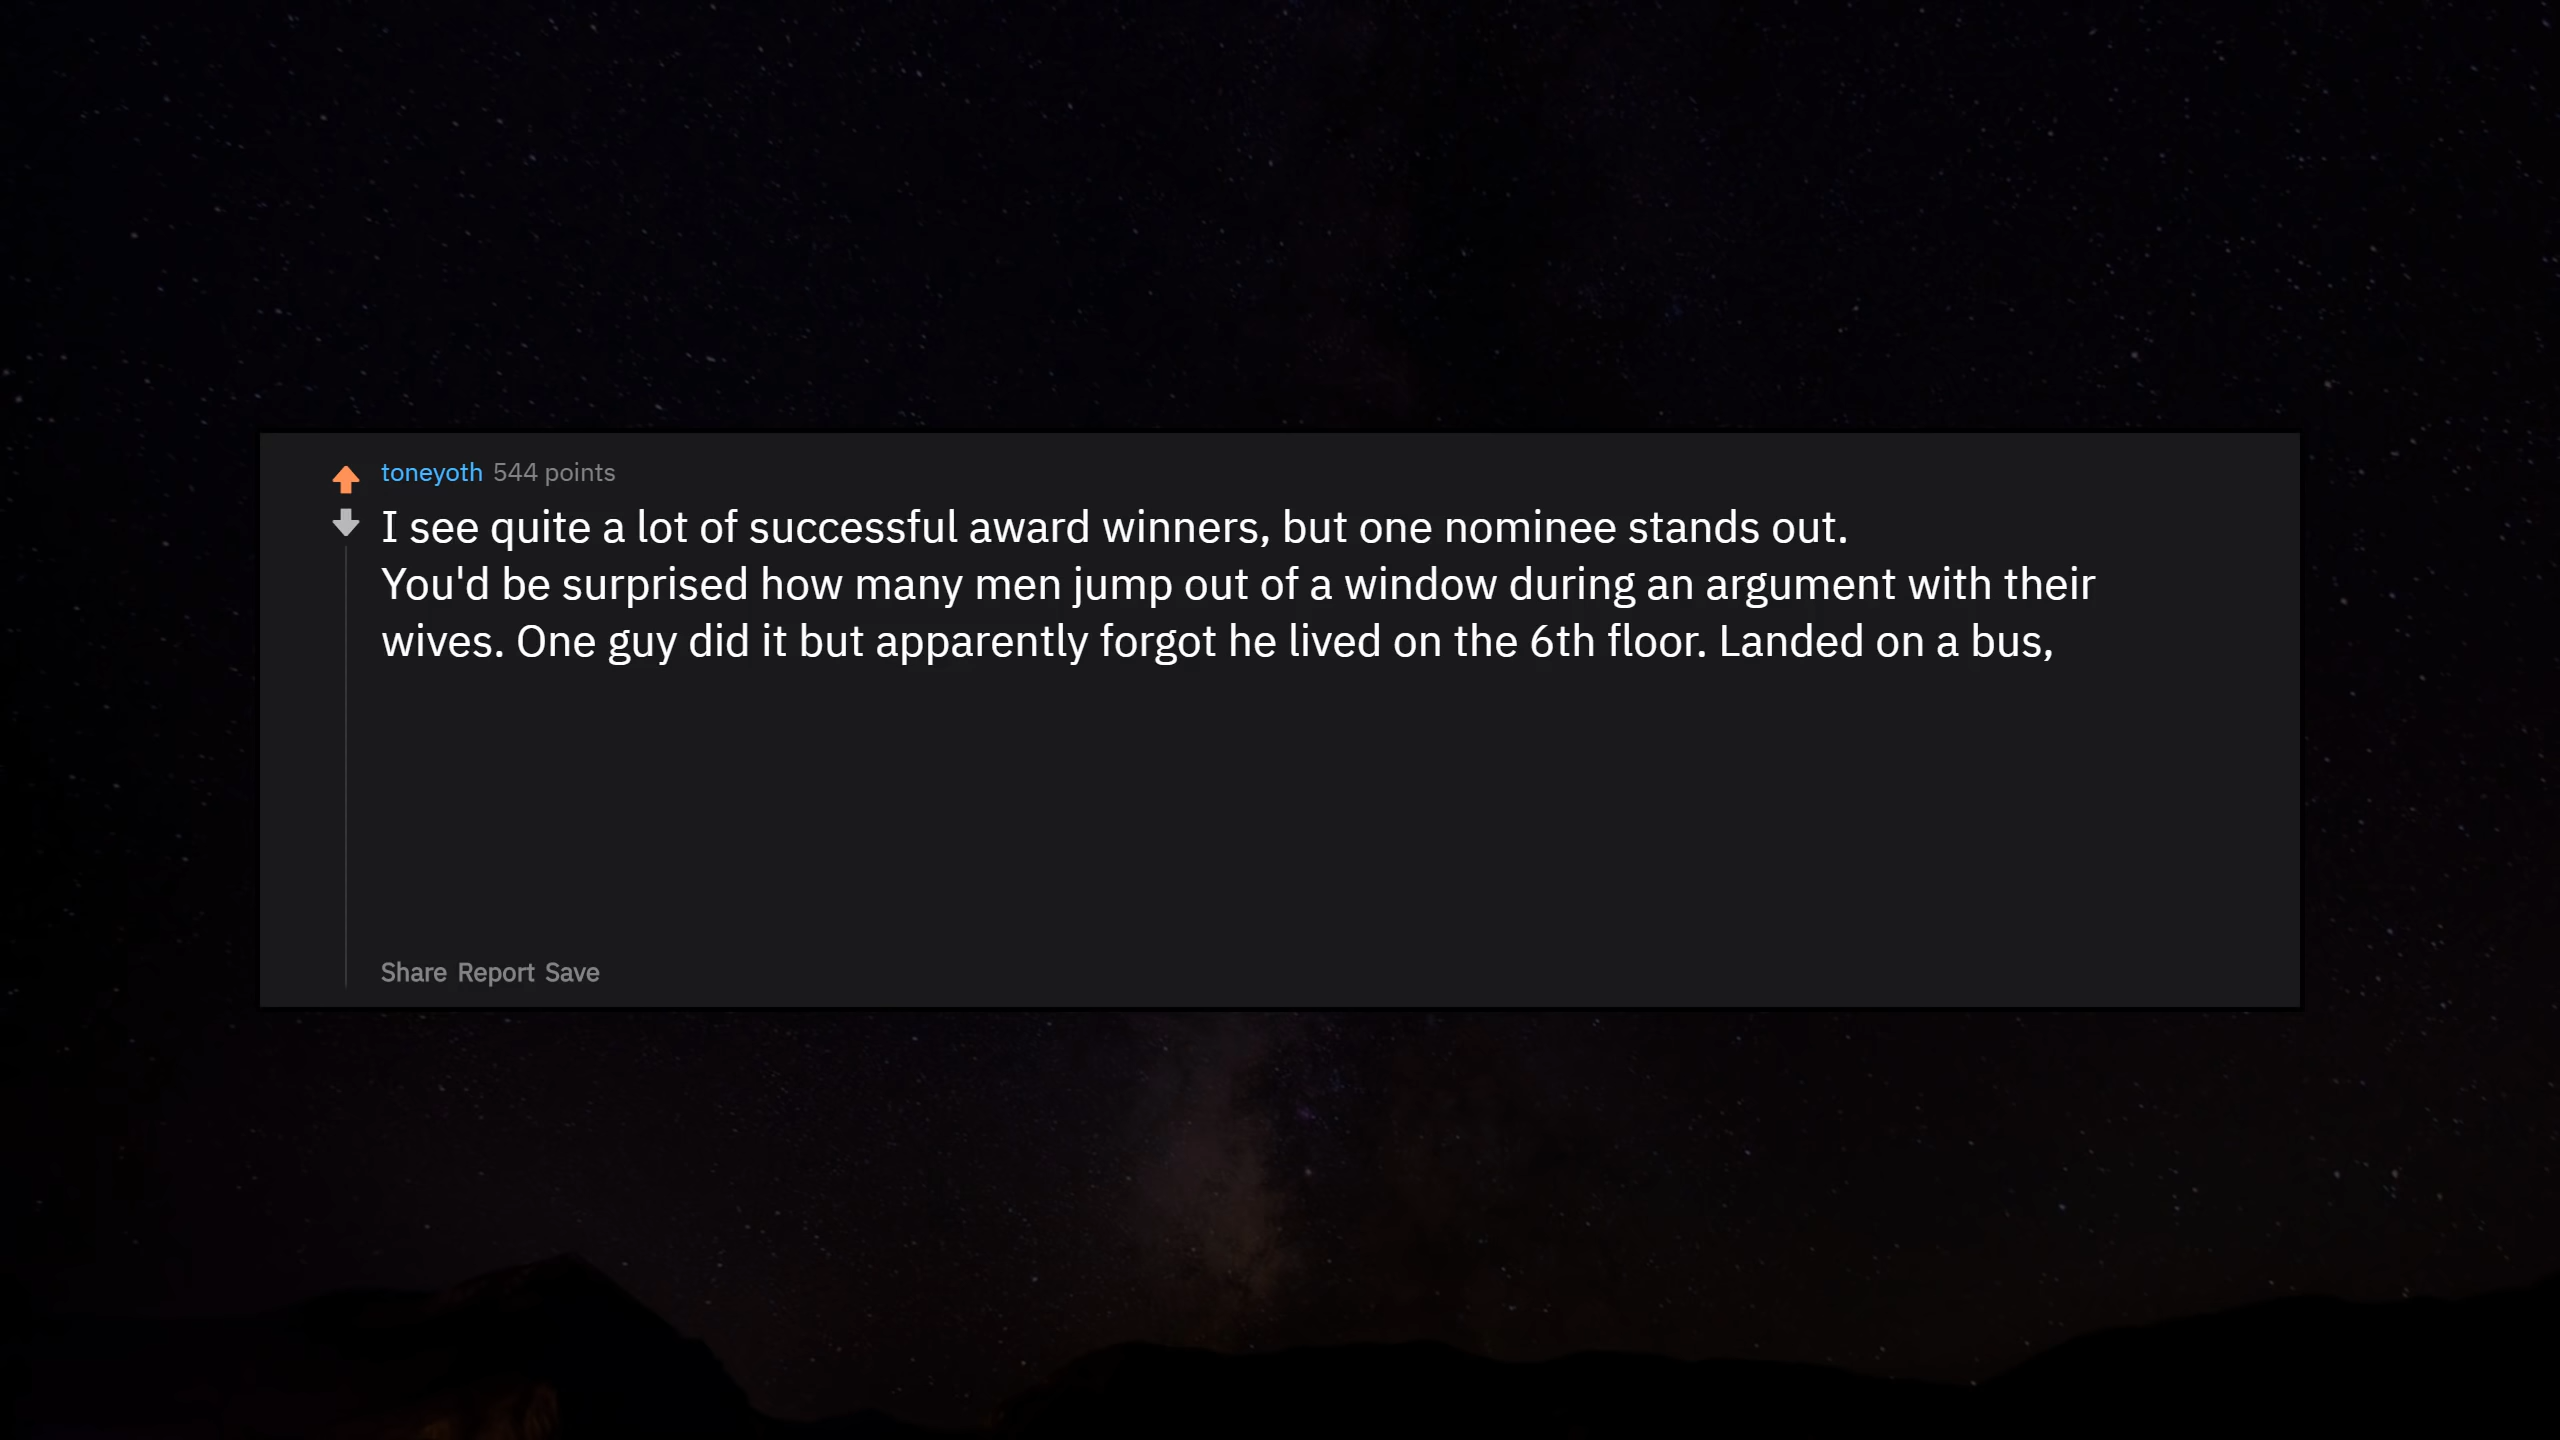 toneyoth 544 points
I see quite a lot of successful award winners, but one nominee stands out.
You'd be surprised how many men jump out of a window during an argument with their
wives. One guy did it but apparently forgot he lived on the 6th floor. Landed on a bus,
Share Report Save